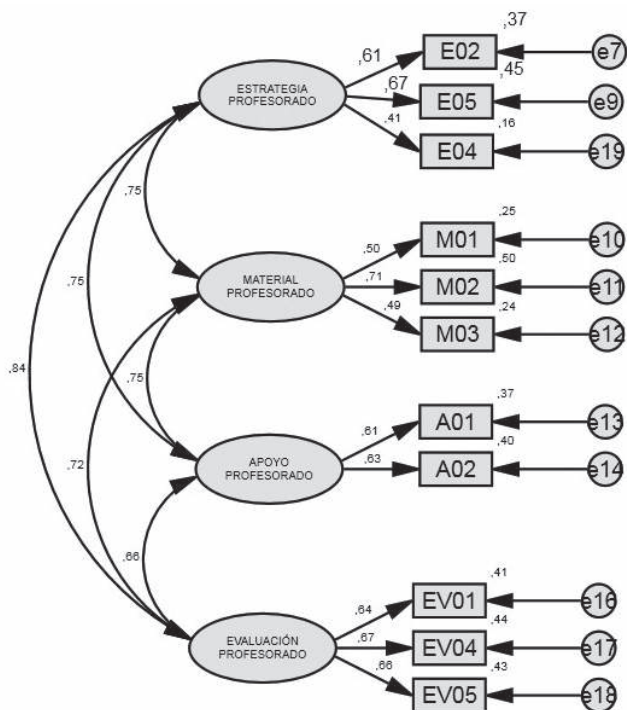 ,37
,61
E02
e7
ESTRATEGIA
PROFESORADO
,67
,45
E05
e9
,41
,16
E04
e19
,75
,25
,50
M01
e10
MATERIAL
PROFESORADO
,71
,50
M02
e11
,49
,24
M03
e12
,75
,75
,84
,37
,61
A01
e13
APOYO
PROFESORADO
,63
,40
A02
e14
,72
,66
,41
,64
EV01
e16
EVALUACIÓN
PROFESORADO
,67
,44
EV04
e17
,66
,43
EV05
e18